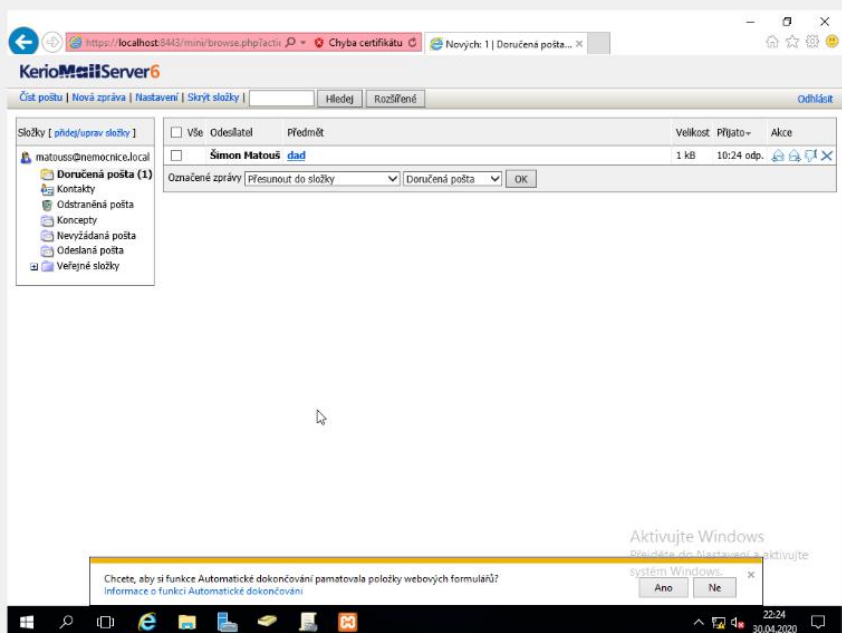 https://localhost:8443/mini/browse.php?actic
Chyba certifikátu
Nových: 1 | Doručená pošta...
KerioMailServer6
Číst poštu | Nová zpráva | Nastavení | Skrýt složky |
Hledej
Rozšířené
Odhlásit
Složky [ přidej/uprav složky ]
matouss@nemocnice.local
Doručená pošta (1)
Kontakty
Odstraněná pošta
Koncepty
Nevyžádaná pošta
Odeslaná pošta
Veřejné složky
Vše Odesílatel Předmět Velikost Přijato Akce
Šimon Matouš dad 1 kB 10:24 odp.
Označené zprávy Přesunout do složky Doručená pošta OK
Aktivujte Windows
Přejděte do Nastavení a aktivujte
systém Windows.
Chcete, aby si funkce Automatické dokončování pamatovala položky webových formulářů?
Informace o funkci Automatické dokončování
Ano
Ne
22:24
30.04.2020